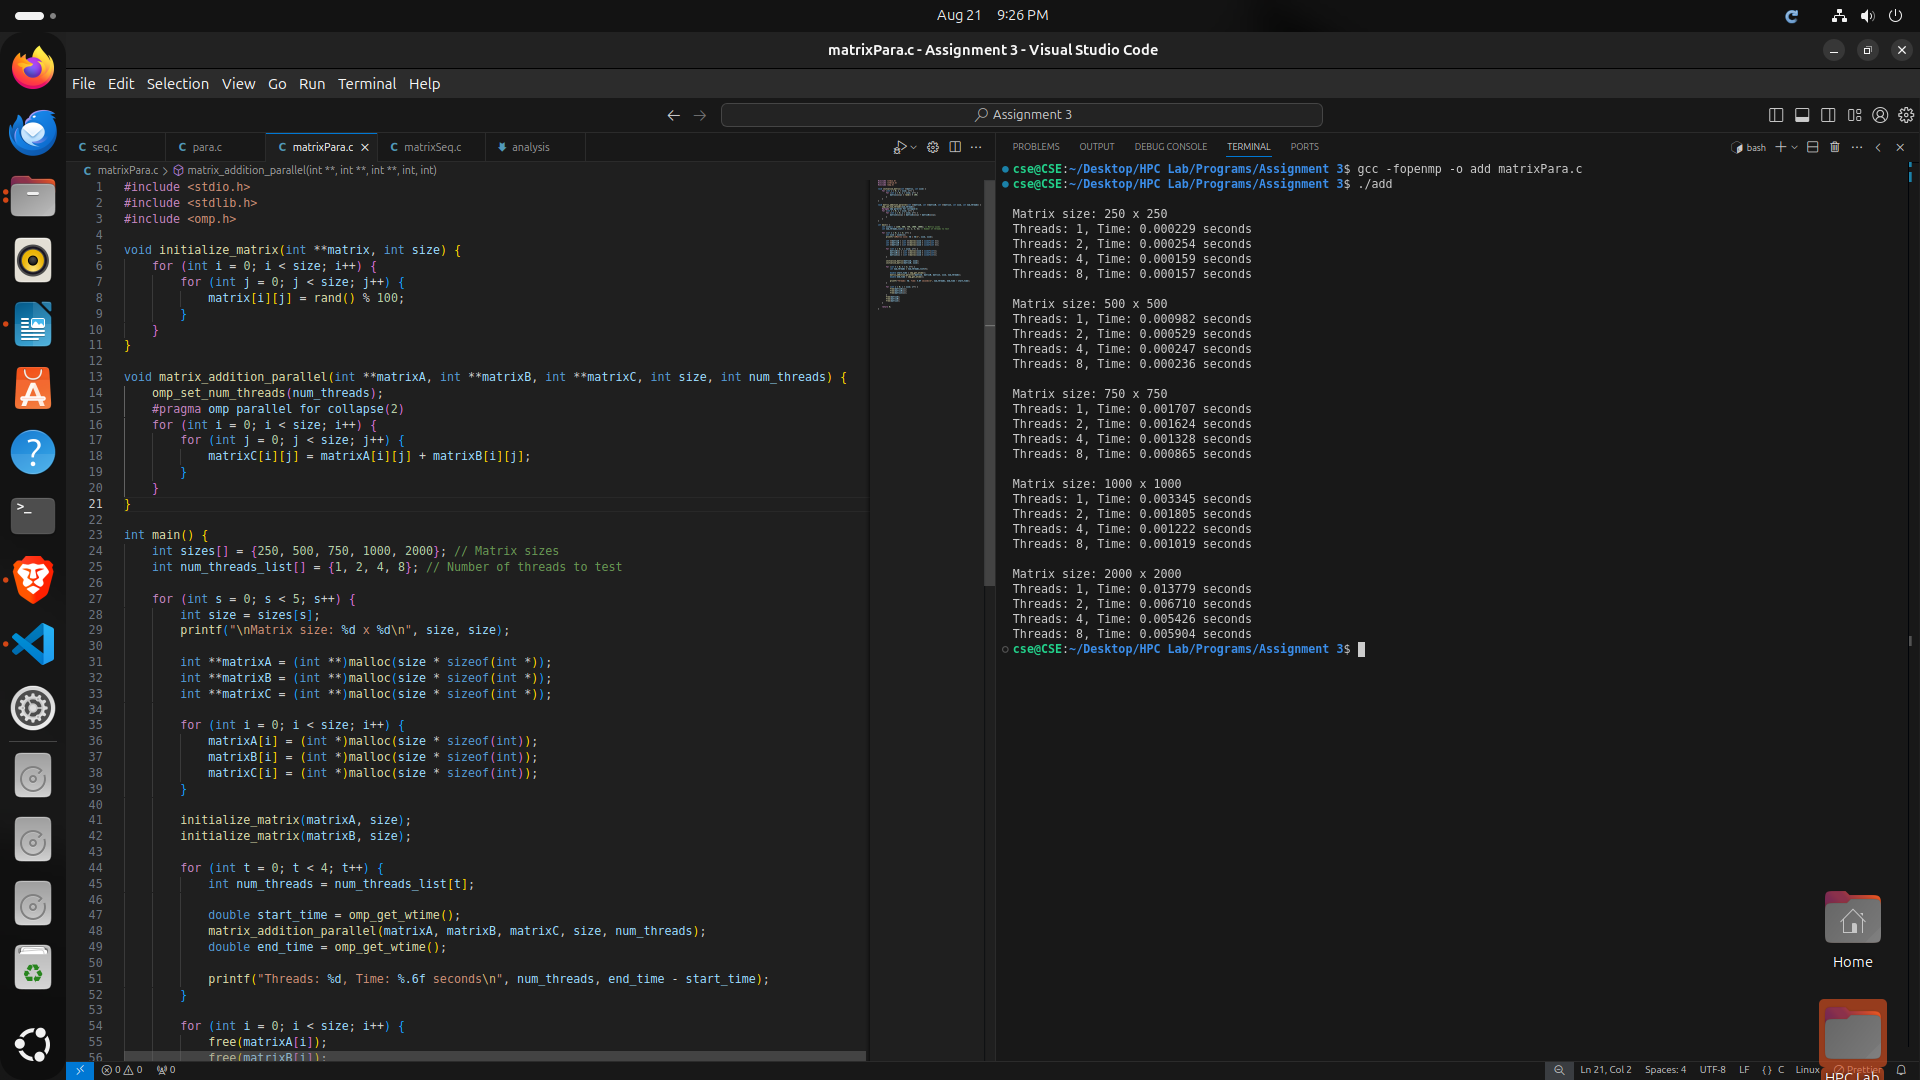 Aug 21 9:26 PM
matrixPara.c - Assignment 3 - Visual Studio Code
File Edit Selection View Go Run Terminal Help
Assignment 3
C seq.c
C para.c
C matrixPara.c
C matrixSeq.c
analysis
C matrixPara.c > matrix_addition_parallel(int **, int **, int **, int, int)
1 #include <stdio.h>
2 #include <stdlib.h>
3 #include <omp.h>
4
5 void initialize_matrix(int **matrix, int size) {
6 for (int i = 0; i < size; i++) {
7 for (int j = 0; j < size; j++) {
8 matrix[i][j] = rand() % 100;
9 }
10 }
11 }
12
13 void matrix_addition_parallel(int **matrixA, int **matrixB, int **matrixC, int size, int num_threads) {
14 omp_set_num_threads(num_threads);
15 #pragma omp parallel for collapse(2)
16 for (int i = 0; i < size; i++) {
17 for (int j = 0; j < size; j++) {
18 matrixC[i][j] = matrixA[i][j] + matrixB[i][j];
19 }
20 }
21 }
22
23 int main() {
24 int sizes[] = {250, 500, 750, 1000, 2000}; // Matrix sizes
25 int num_threads_list[] = {1, 2, 4, 8}; // Number of threads to test
26
27 for (int s = 0; s < 5; s++) {
28 int size = sizes[s];
29 printf("\nMatrix size: %d x %d\n", size, size);
30
31 int **matrixA = (int **)malloc(size * sizeof(int *));
32 int **matrixB = (int **)malloc(size * sizeof(int *));
33 int **matrixC = (int **)malloc(size * sizeof(int *));
34
35 for (int i = 0; i < size; i++) {
36 matrixA[i] = (int *)malloc(size * sizeof(int));
37 matrixB[i] = (int *)malloc(size * sizeof(int));
38 matrixC[i] = (int *)malloc(size * sizeof(int));
39 }
40
41 initialize_matrix(matrixA, size);
42 initialize_matrix(matrixB, size);
43
44 for (int t = 0; t < 4; t++) {
45 int num_threads = num_threads_list[t];
46
47 double start_time = omp_get_wtime();
48 matrix_addition_parallel(matrixA, matrixB, matrixC, size, num_threads);
49 double end_time = omp_get_wtime();
50
51 printf("Threads: %d, Time: %.6f seconds\n", num_threads, end_time - start_time);
52 }
53
54 for (int i = 0; i < size; i++) {
55 free(matrixA[i]);
56 free(matrixB[i]);
PROBLEMS OUTPUT DEBUG CONSOLE TERMINAL PORTS
bash
cse@CSE:~/Desktop/HPC Lab/Programs/Assignment 3$ gcc -fopenmp -o add matrixPara.c
cse@CSE:~/Desktop/HPC Lab/Programs/Assignment 3$ ./add
Matrix size: 250 x 250
Threads: 1, Time: 0.000229 seconds
Threads: 2, Time: 0.000254 seconds
Threads: 4, Time: 0.000159 seconds
Threads: 8, Time: 0.000157 seconds
Matrix size: 500 x 500
Threads: 1, Time: 0.000982 seconds
Threads: 2, Time: 0.000529 seconds
Threads: 4, Time: 0.000247 seconds
Threads: 8, Time: 0.000236 seconds
Matrix size: 750 x 750
Threads: 1, Time: 0.001707 seconds
Threads: 2, Time: 0.001624 seconds
Threads: 4, Time: 0.001328 seconds
Threads: 8, Time: 0.000865 seconds
Matrix size: 1000 x 1000
Threads: 1, Time: 0.003345 seconds
Threads: 2, Time: 0.001805 seconds
Threads: 4, Time: 0.001222 seconds
Threads: 8, Time: 0.001019 seconds
Matrix size: 2000 x 2000
Threads: 1, Time: 0.013779 seconds
Threads: 2, Time: 0.006710 seconds
Threads: 4, Time: 0.005426 seconds
Threads: 8, Time: 0.005904 seconds
cse@CSE:~/Desktop/HPC Lab/Programs/Assignment 3$
Home
HPC Lab
0 0 0
Ln 21, Col 2 Spaces: 4 UTF-8 LF {} C Linux Prettier